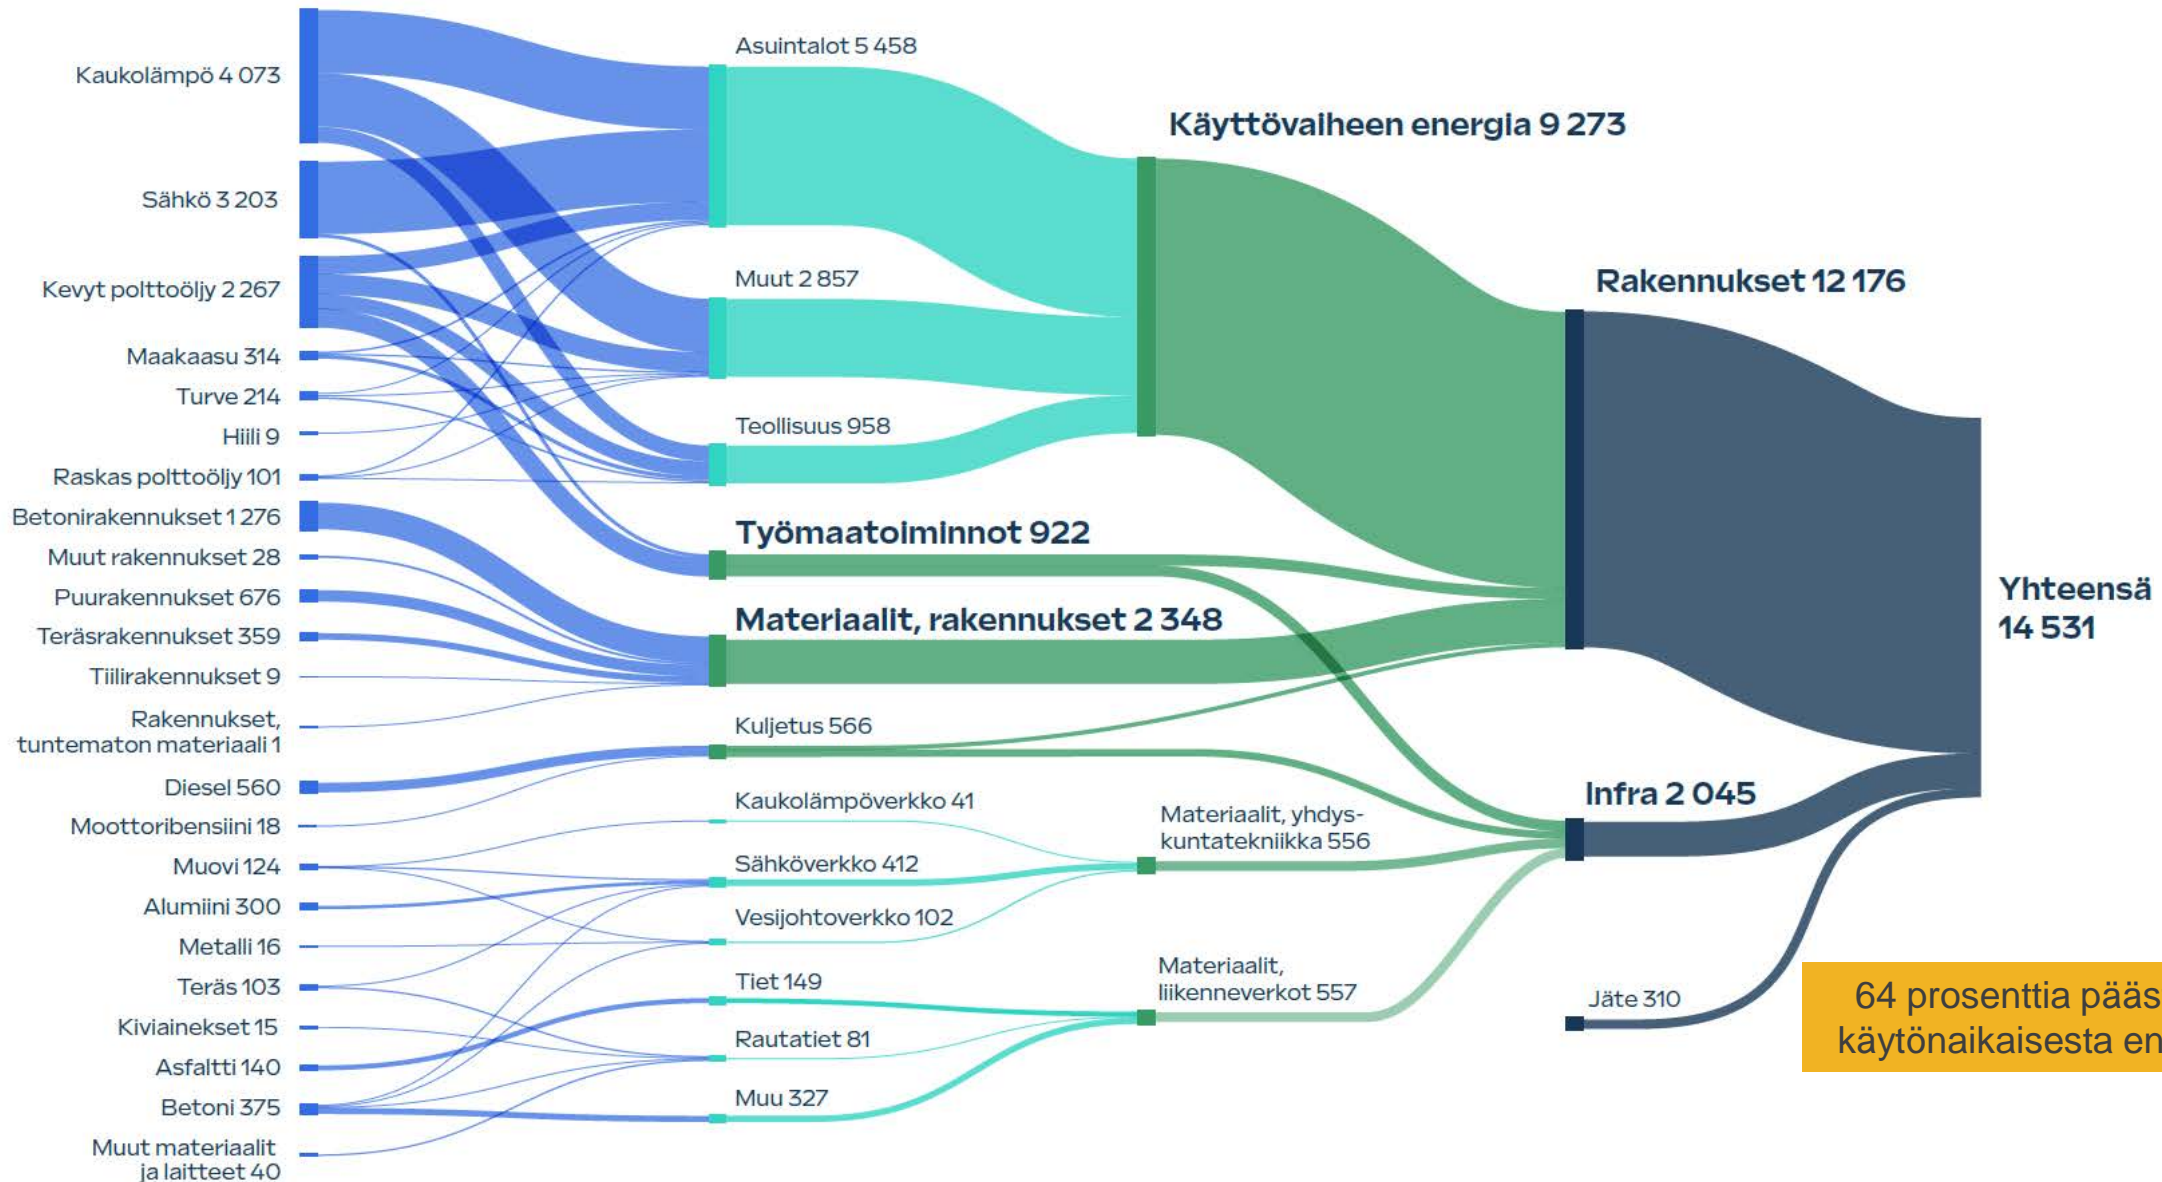 Kaukolämpö 4 073
Sähkö 3 203
Kevyt polttoöljy 2 267
Maakaasu 314
Turve 214
Hiili 9
Raskas polttoöljy 101
Betonirakennukset 1 276
Muut rakennukset 28
Puurakennukset 676
Teräsrakennukset 359
Tiilirakennukset 9
Rakennukset,
tuntematon materiaali 1
Diesel 560
Moottoribensiini 18
Muovi 124
Alumiini 300
Metalli 16
Teräs 103
Kiviainekset 15
Asfaltti 140
Betoni 375
Muut materiaalit
ja laitteet 40
Asuintalot 5 458
Muut 2 857
Teollisuus 958
Työmaatoiminnot 922
Materiaalit, rakennukset 2 348
Kuljetus 566
Kaukolämpöverkko 41
Sähköverkko 412
Vesijohtoverkko 102
Tiet 149
Rautatiet 81
Muu 327
Käyttövaiheen energia 9 273
Materiaalit, yhdys-
kuntatekniikka 556
Materiaalit,
liikenneverkot 557
Rakennukset 12 176
Infra 2 045
Jäte 310
Yhteensä
14 531
64 prosenttia pääs
käytönaikaisesta en